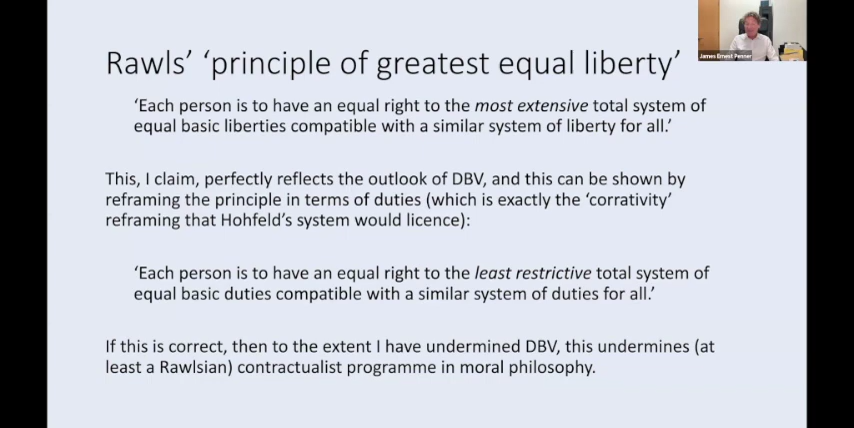 Rawls' 'principle of greatest equal liberty'
'Each person is to have an equal right to the most extensive total system of
equal basic liberties compatible with a similar system of liberty for all.'
This, I claim, perfectly reflects the outlook of DBV, and this can be shown by
reframing the principle in terms of duties (which is exactly the 'corrativity'
reframing that Hohfeld's system would licence):
'Each person is to have an equal right to the least restrictive total system of
equal basic duties compatible with a similar system of duties for all.'
If this is correct, then to the extent I have undermined DBV, this undermines (at
least a Rawlsian) contractualist programme in moral philosophy.
James Ernest Penner